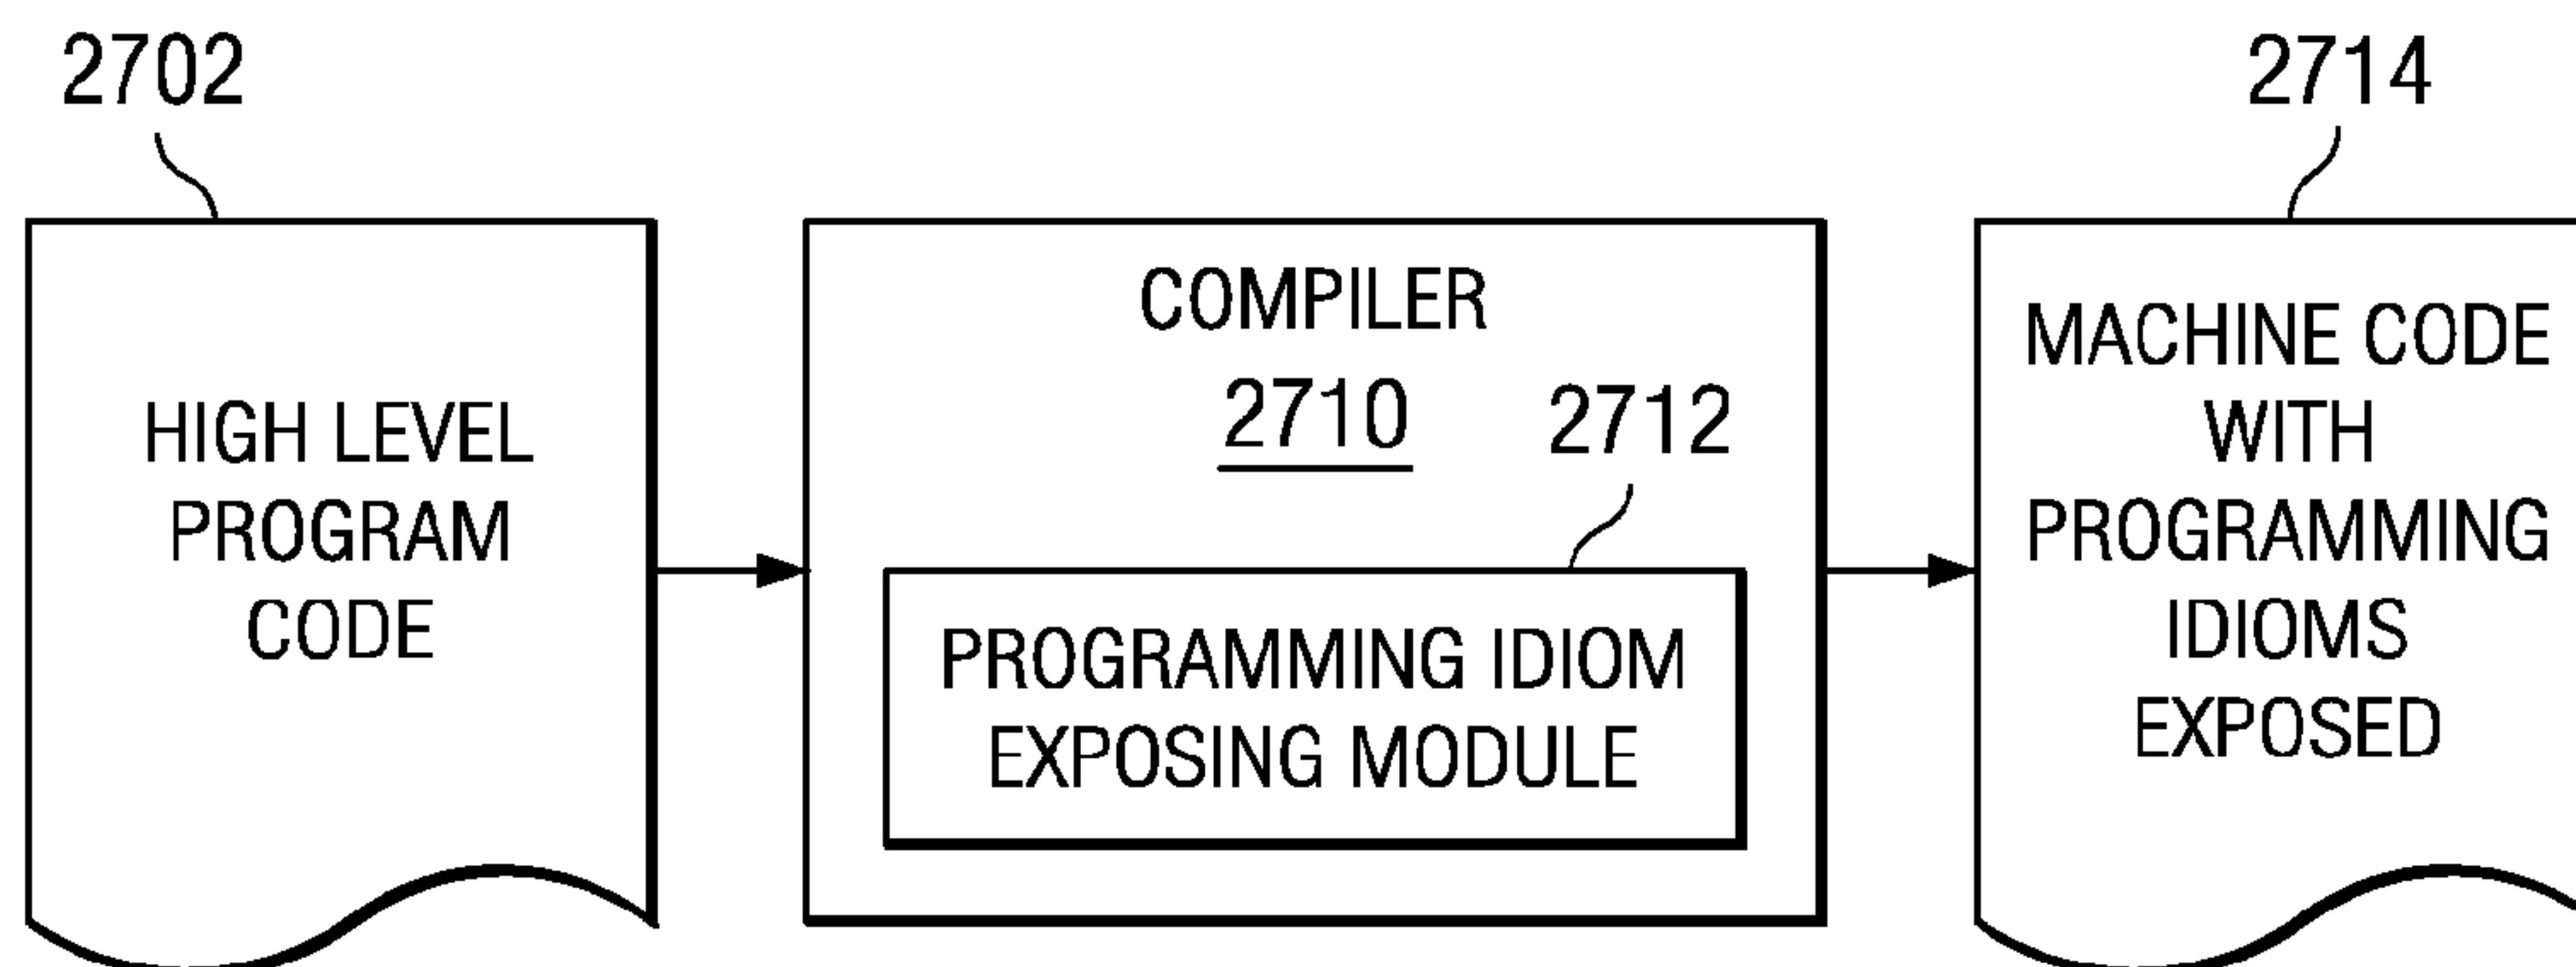 2702
HIGH LEVEL
PROGRAM
CODE
COMPILER
2710
2712
PROGRAMMING IDIOM
EXPOSING MODULE
2714
MACHINE CODE
WITH
PROGRAMMING
IDIOMS
EXPOSED